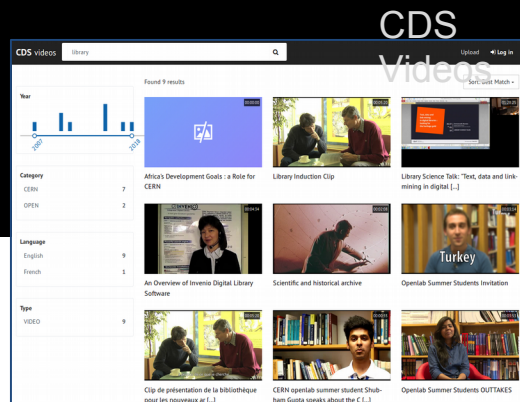 CDS
Videos
CDS videos
library
Upload
Log in
Found 9 results
Sort: Best Match
Year
2007
2018
Category
CERN 7
OPEN 2
Language
English 9
French 1
Type
VIDEO 9
00:00:00
Africa's Development Goals : a Role for
CERN
Library Induction Clip
Library Science Talk: "Text, data and link-
mining in digital [...]
An Overview of Invenio Digital Library
Software
Scientific and historical archive
Turkey
Openlab Summer Students Invitation
Clip de présentation de la bibliothèque
pour les nouveaux ar [...]
CERN openlab summer student Shub-
ham Gupta speaks about the C [...]
Openlab Summer Students OUTTAKES